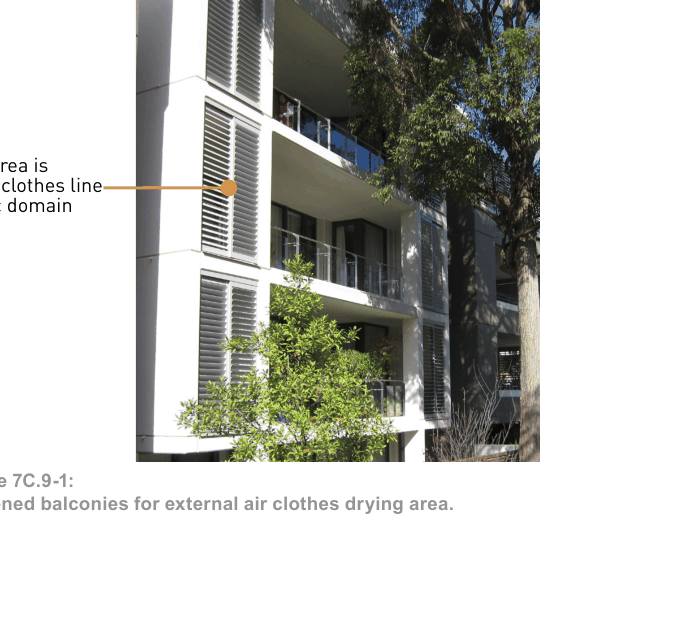 rea is
clothes line
domain
e 7C.9-1:
ned balconies for external air clothes drying area.